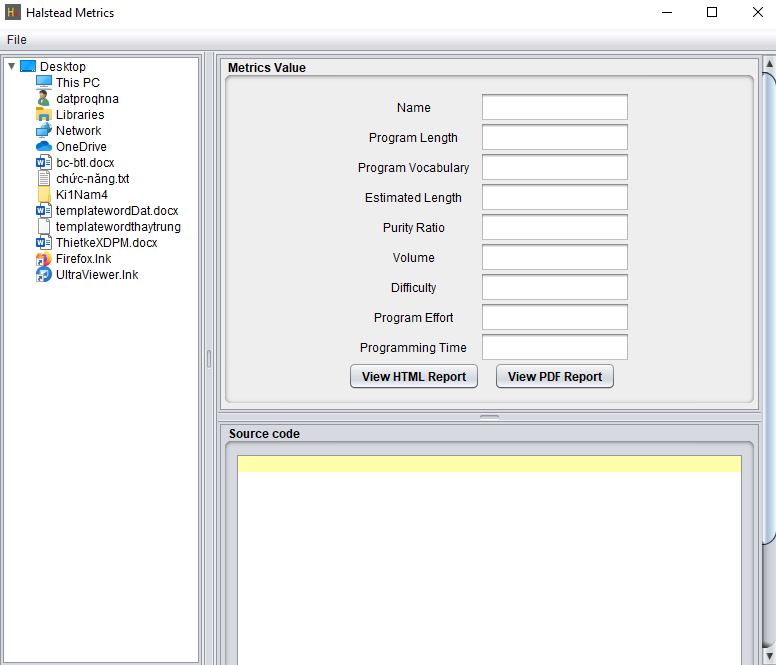 Halstead Metrics
File
Desktop
This PC
datproqhna
Libraries
Network
OneDrive
bc-btl.docx
chức-năng.txt
Ki1Nam4
templatewordDat.docx
templatewordthaytrung
ThietkeXDPM.docx
Firefox.lnk
UltraViewer.lnk
Metrics Value
Name
Program Length
Program Vocabulary
Estimated Length
Purity Ratio
Volume
Difficulty
Program Effort
Programming Time
View HTML Report
View PDF Report
Source code